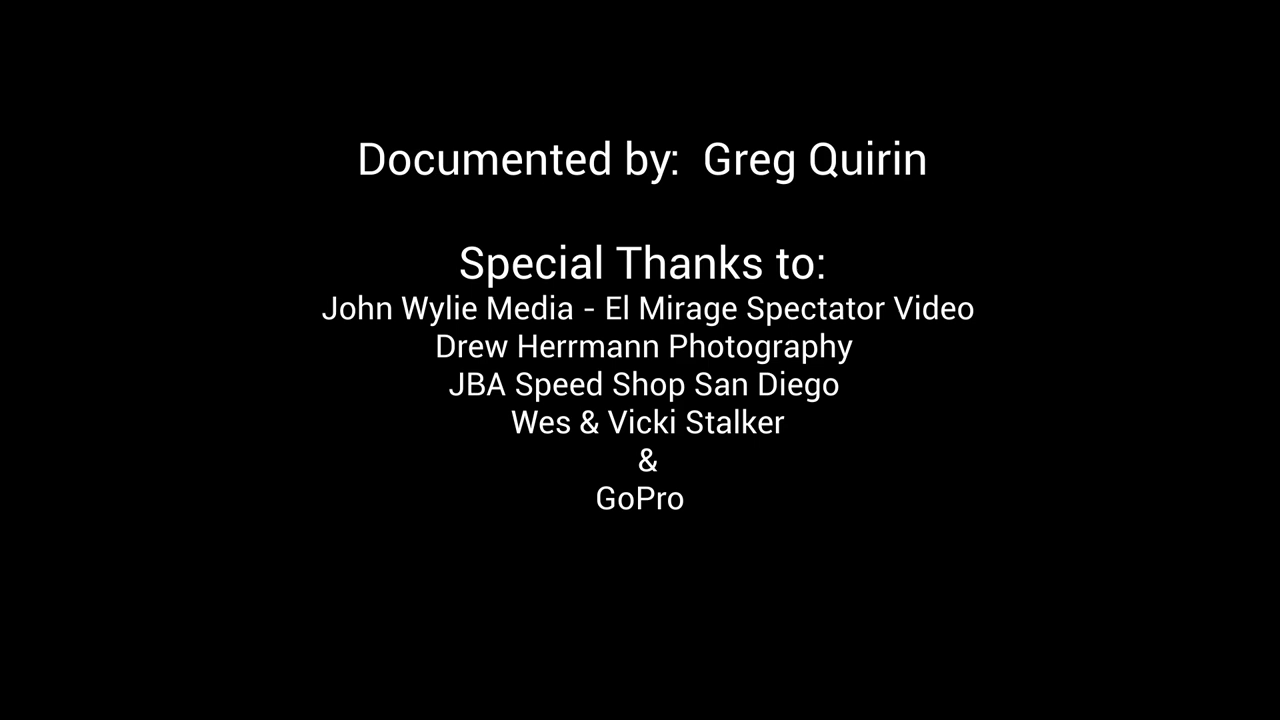 Documented by:  Greg Quirin
Special Thanks to:
John Wylie Media - El Mirage Spectator Video
Drew Herrmann Photography
JBA Speed Shop San Diego
Wes & Vicki Stalker
&
GoPro